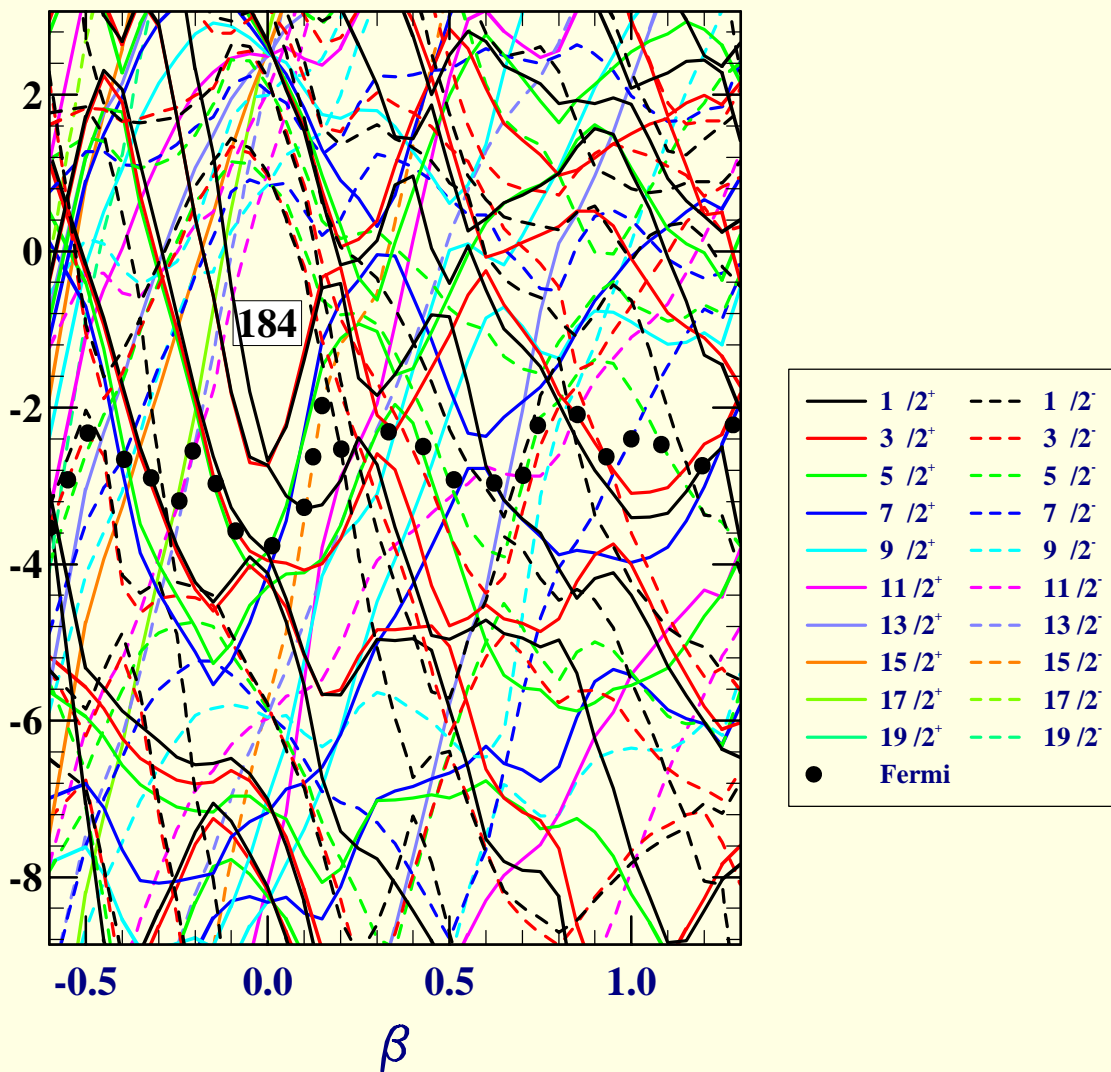 2
0
-2
-4
-6
-8
184
-0.5 0.0 0.5 1.0
β
1 /2⁺ 1 /2⁻
3 /2⁺ 3 /2⁻
5 /2⁺ 5 /2⁻
7 /2⁺ 7 /2⁻
9 /2⁺ 9 /2⁻
11 /2⁺ 11 /2⁻
13 /2⁺ 13 /2⁻
15 /2⁺ 15 /2⁻
17 /2⁺ 17 /2⁻
19 /2⁺ 19 /2⁻
Fermi